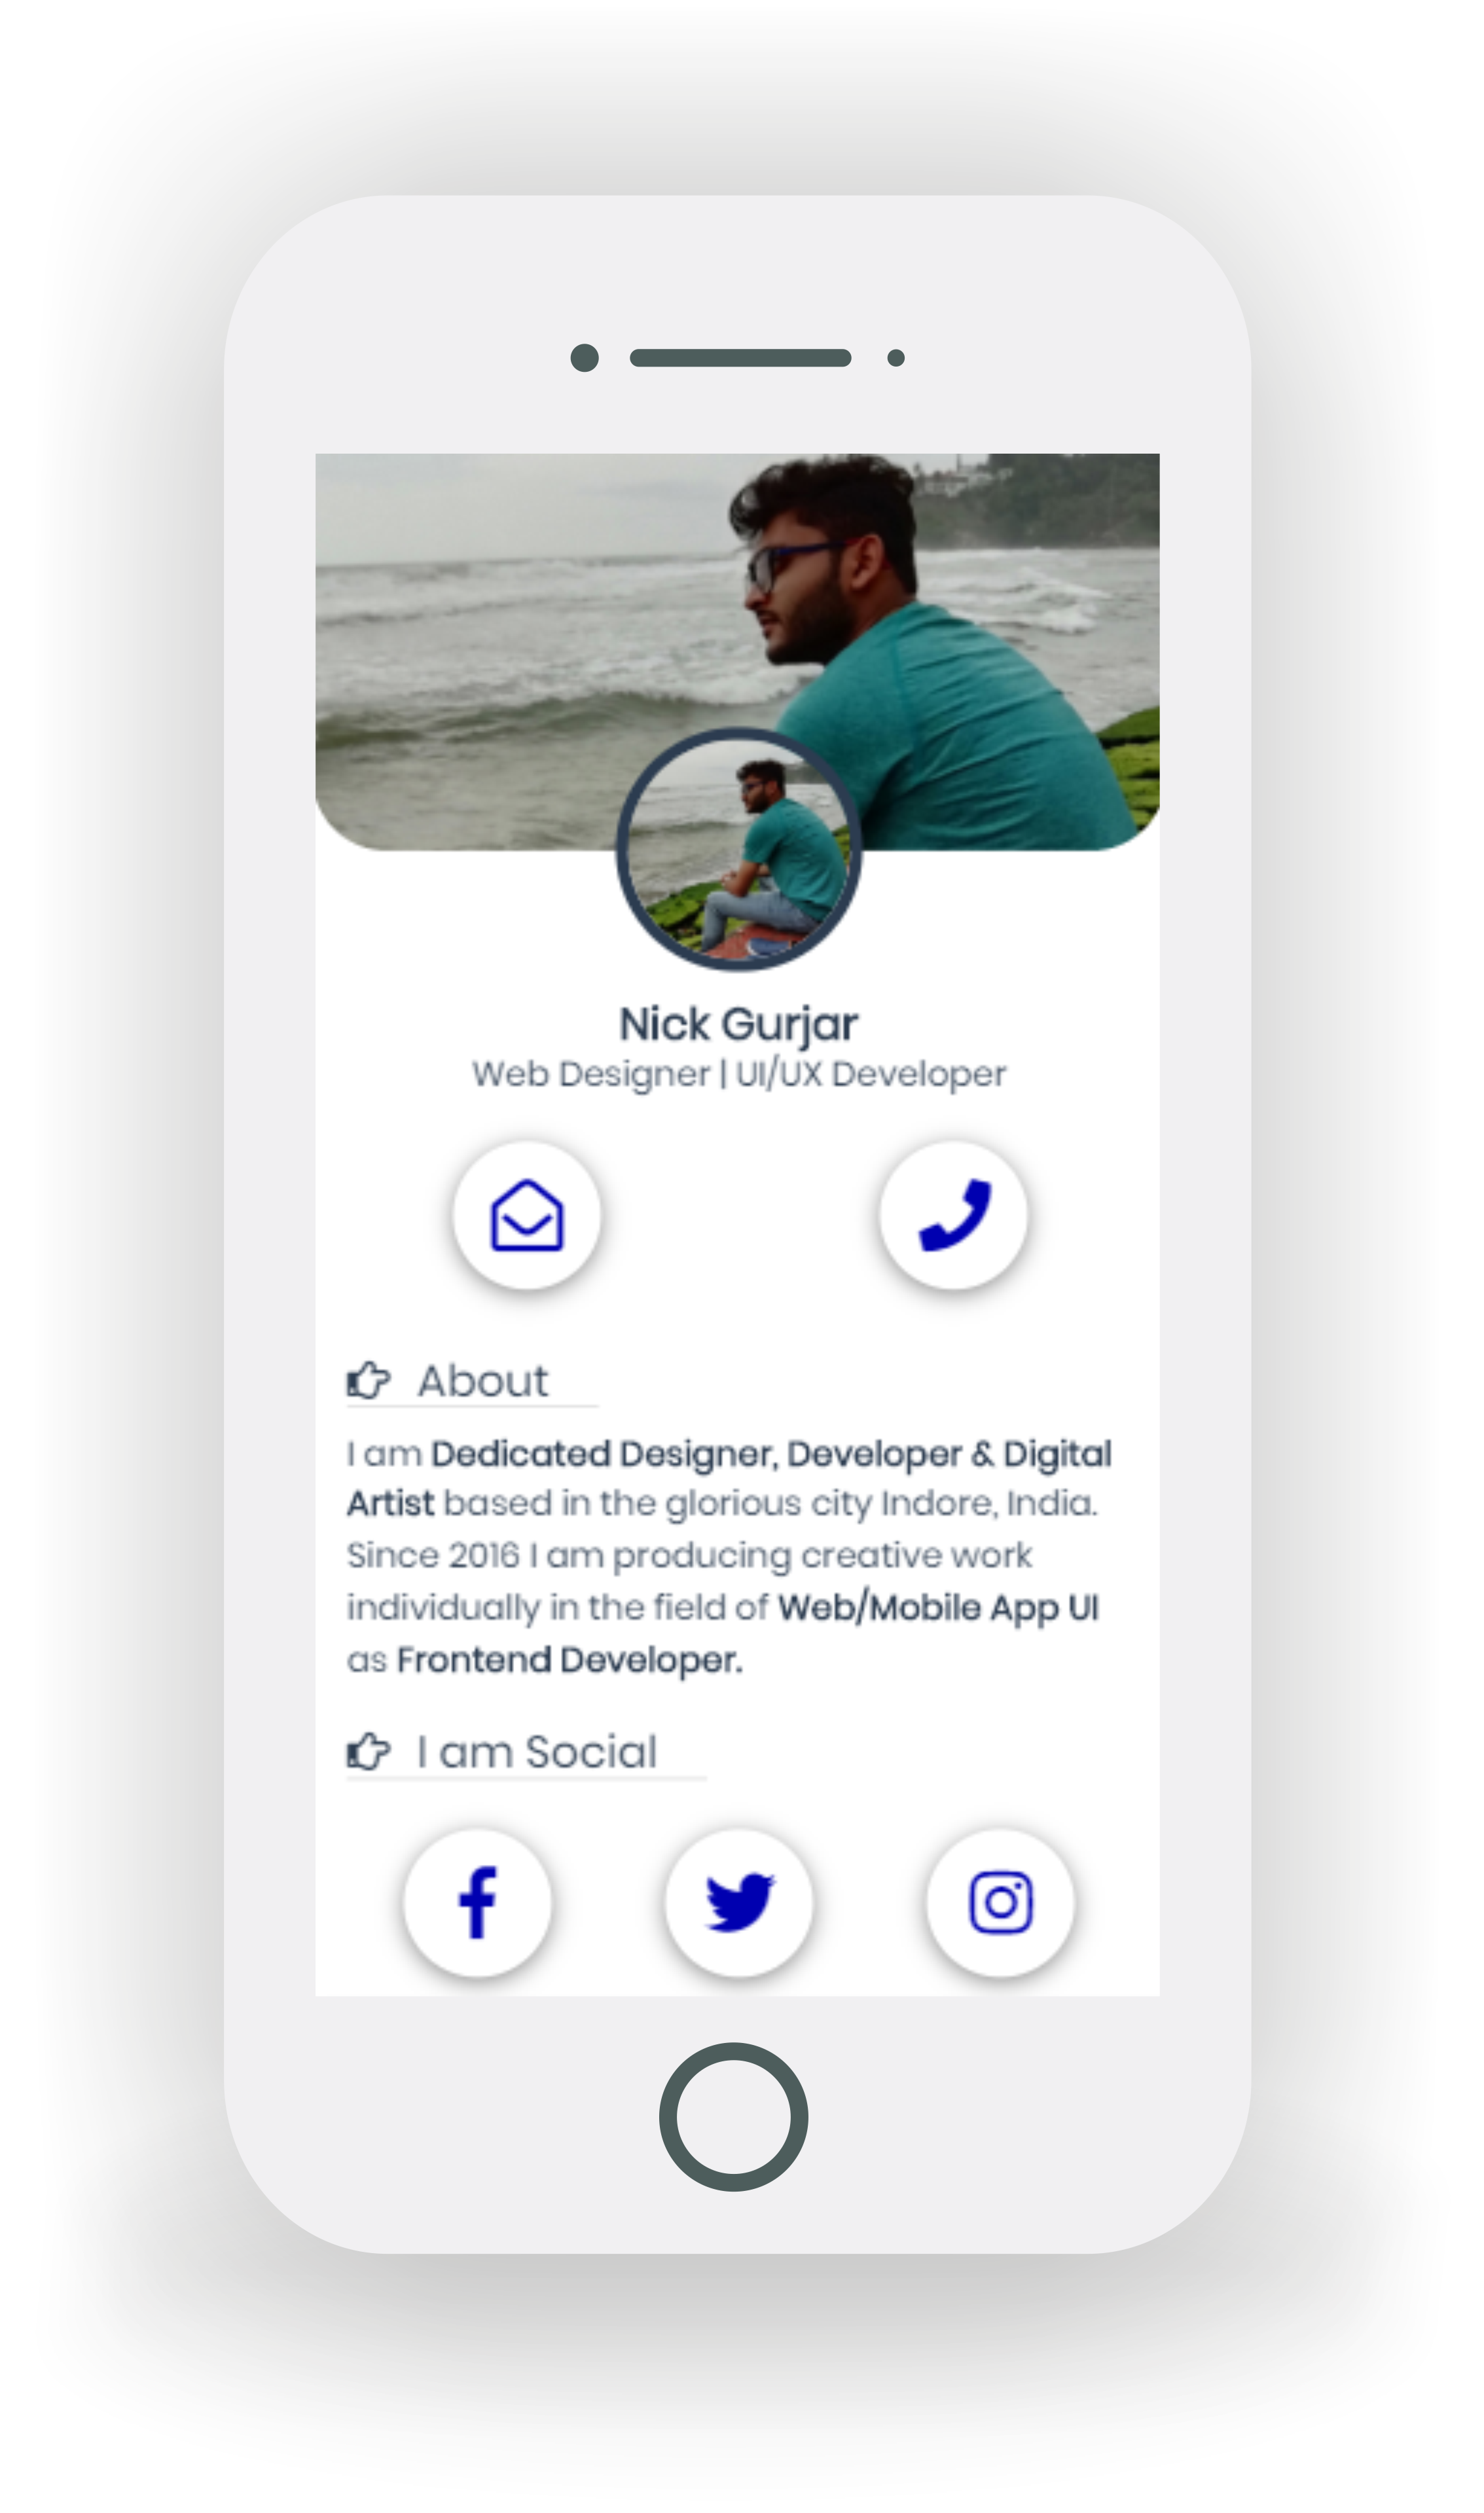 Nick Gurjar
Web Designer | UI/UX Developer
About
I am Dedicated Designer, Developer & Digital
Artist based in the glorious city Indore, India.
Since 2016 I am producing creative work
individually in the field of Web/Mobile App UI
as Frontend Developer.
I am Social